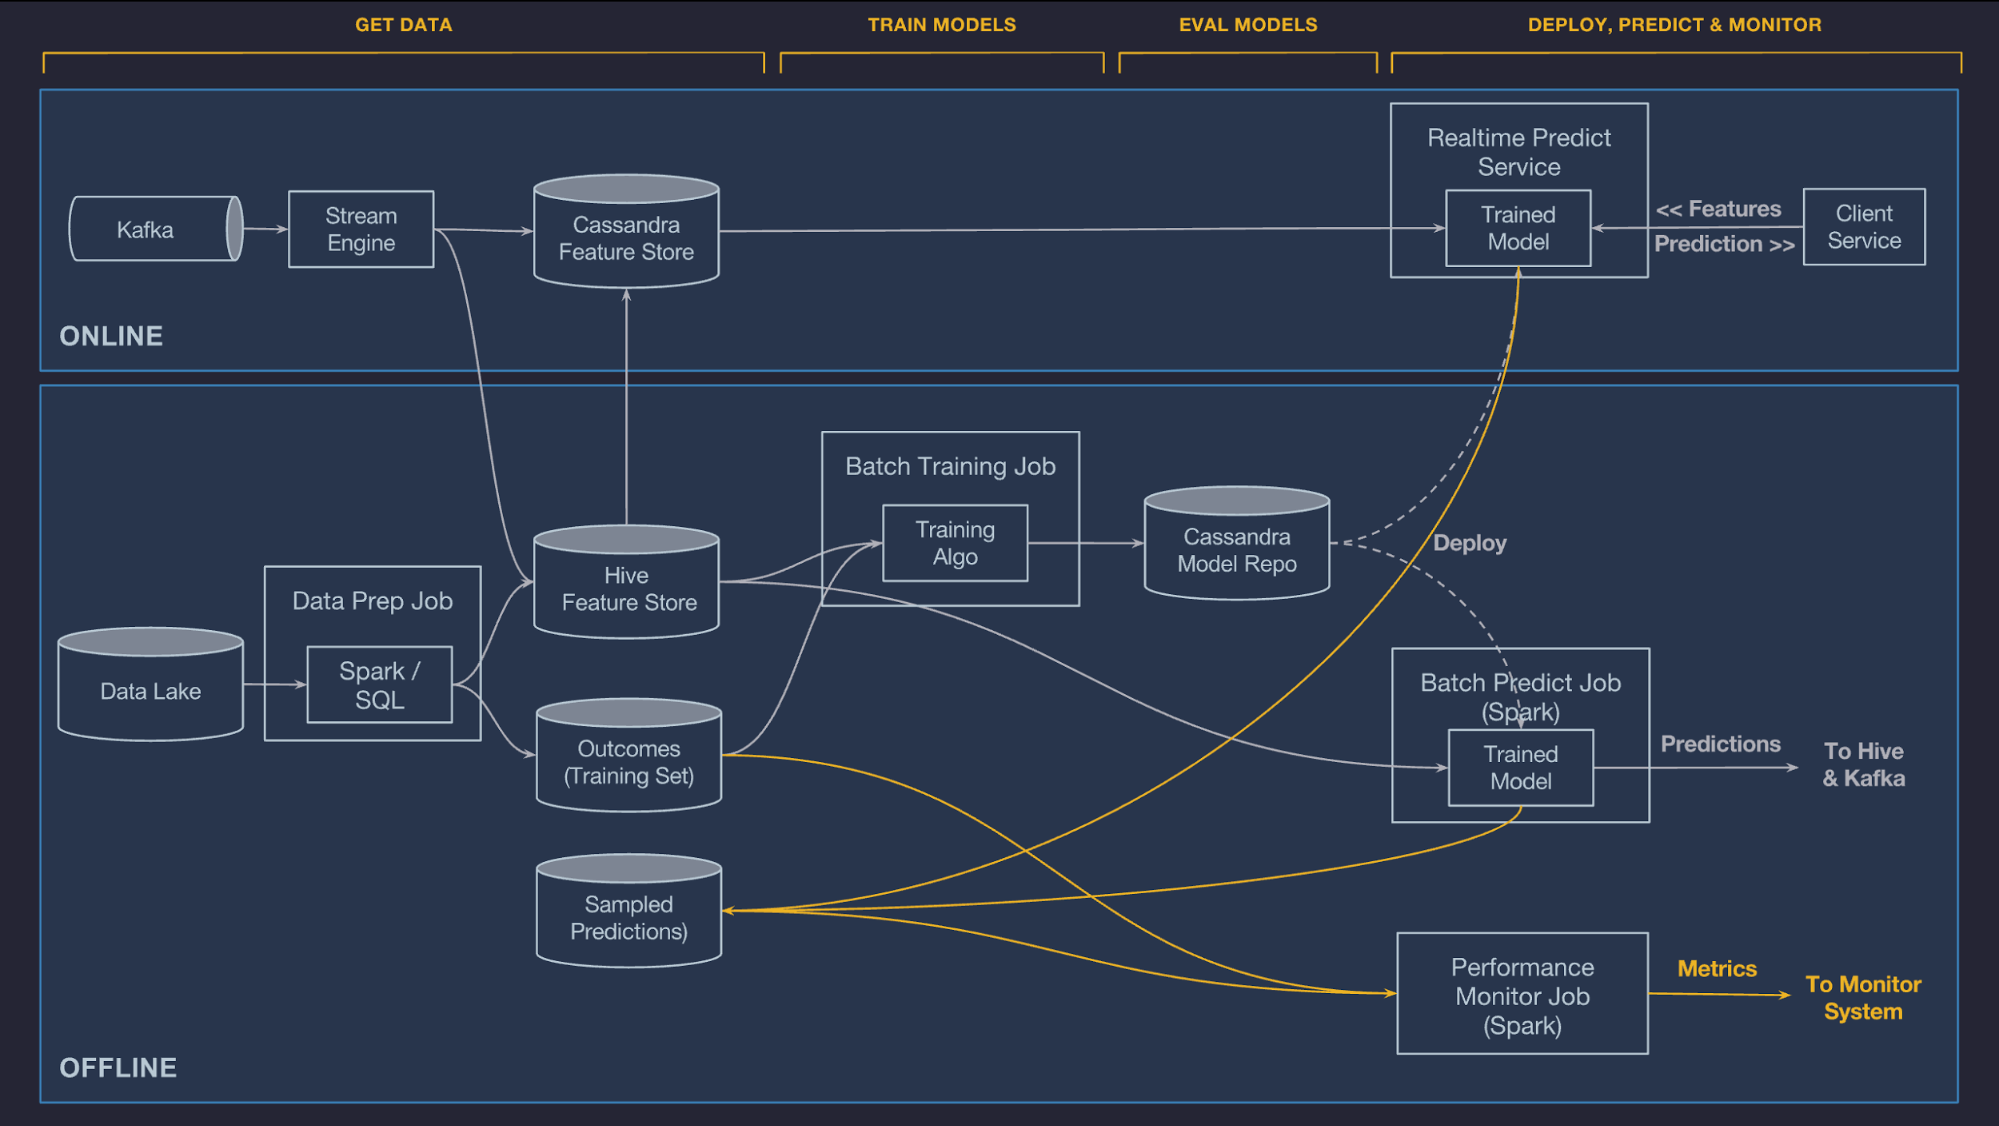 GET DATA
TRAIN MODELS
EVAL MODELS
DEPLOY, PREDICT & MONITOR
Realtime Predict
Service
Kafka
Stream
Engine
Cassandra
Feature Store
Trained
Model
<< Features
Prediction >>
Client
Service
ONLINE
Batch Training Job
Training
Algo
Cassandra
Model Repo
Deploy
Hive
Feature Store
Data Prep Job
Data Lake
Spark /
SQL
Outcomes
(Training Set)
Batch Predict Job
(Spark)
Trained
Model
Predictions
To Hive
& Kafka
Sampled
Predictions)
Performance
Monitor Job
(Spark)
Metrics
To Monitor
System
OFFLINE